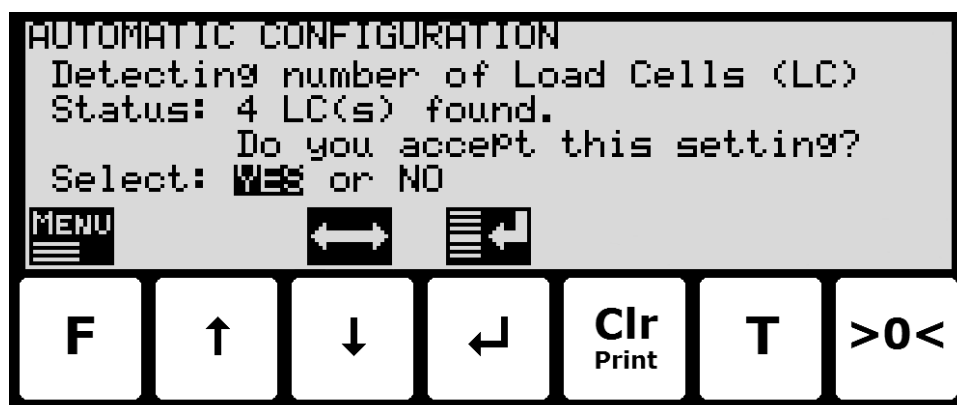 AUTOMATIC CONFIGURATION
Detecting number of Load Cells (LC)
Status: 4 LC(s) found.
Do you accept this setting?
Select: YES or NO
MENU
F ↑ ↓ ↵ Clr T >0<
Print